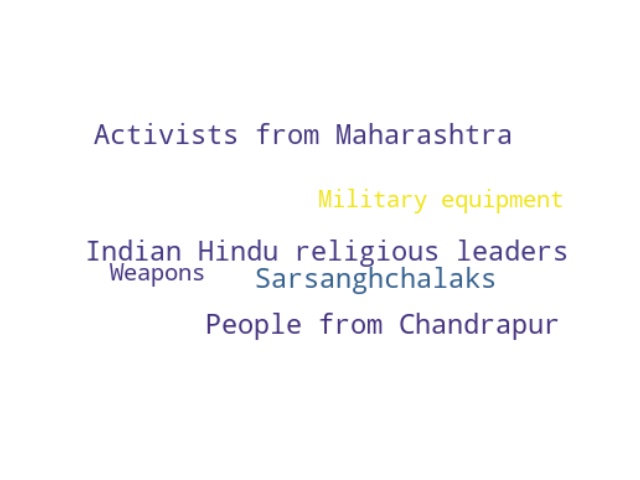 Activists from Maharashtra
Military equipment
Indian Hindu religious leaders
Weapons
Sarsanghchalaks
People from Chandrapur